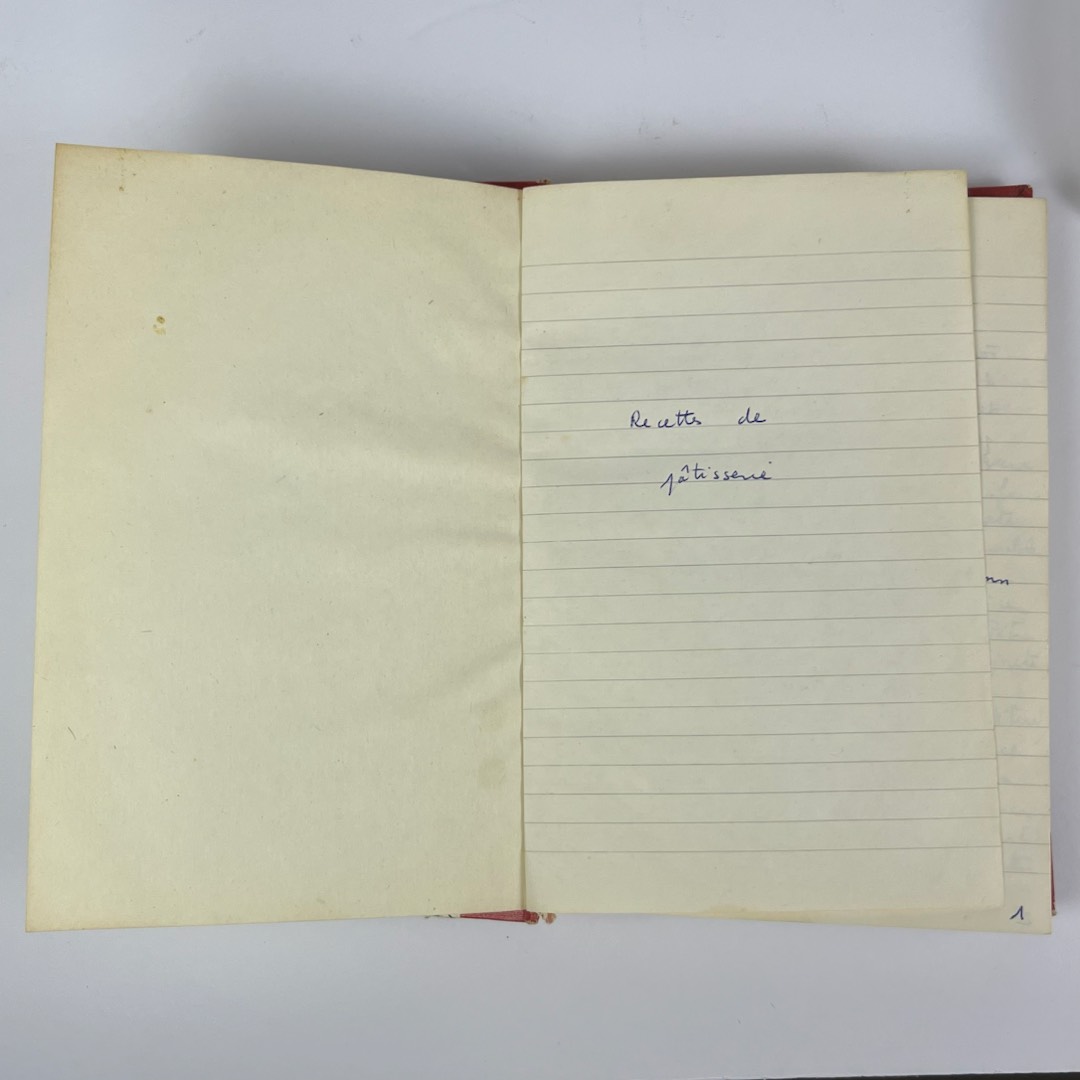 Recettes de
pâtisserie
1